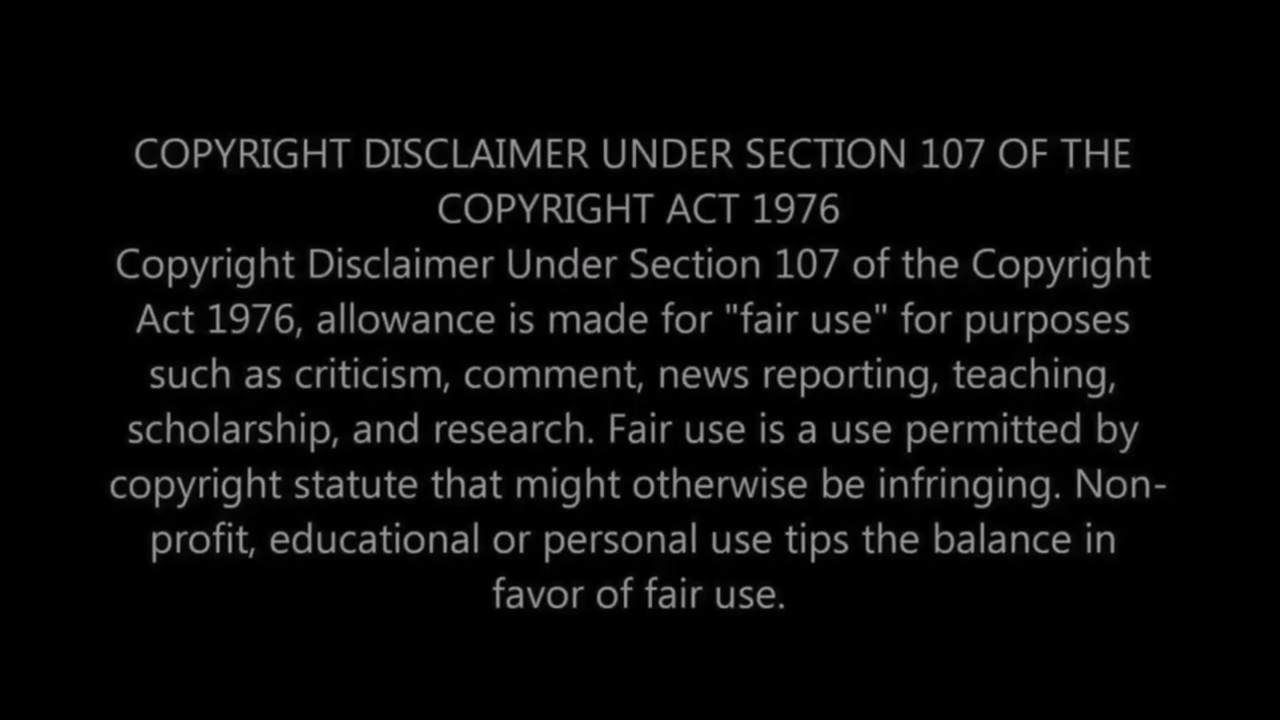 COPYRIGHT DISCLAIMER UNDER SECTION 107 OF THE
COPYRIGHT ACT 1976
Copyright Disclaimer Under Section 107 of the Copyright
Act 1976, allowance is made for "fair use" for purposes
such as criticism, comment, news reporting, teaching,
scholarship, and research. Fair use is a use permitted by
copyright statute that might otherwise be infringing. Non-
profit, educational or personal use tips the balance in
favor of fair use.